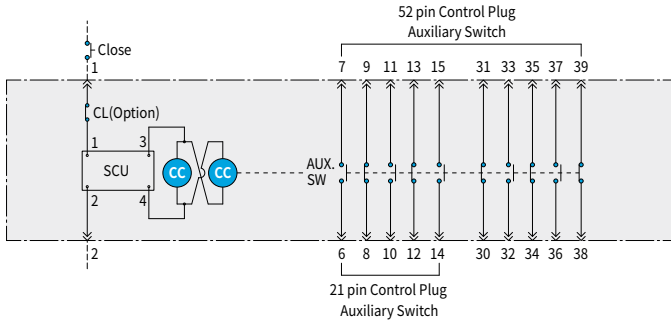 52 pin Control Plug
Auxiliary Switch
Close
1
7 9 11 13 15 31 33 35 37 39
CL(Option)
1 3
SCU
CC CC
AUX.
SW
2 4
2
6 8 10 12 14 30 32 34 36 38
21 pin Control Plug
Auxiliary Switch